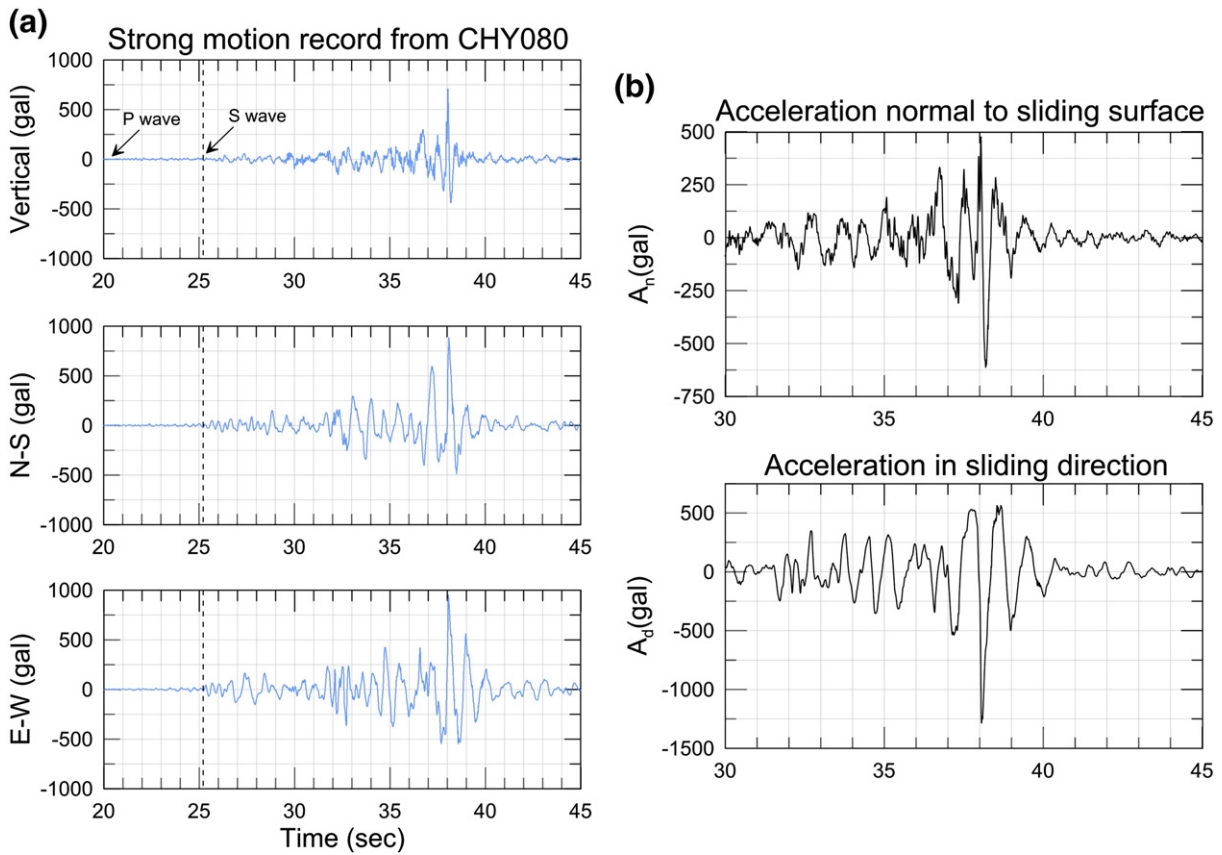 (a)
Strong motion record from CHY080
1000
500
0
-500
-1000
Vertical (gal)
P wave
S wave
20 25 30 35 40 45
1000
500
0
-500
-1000
N-S (gal)
20 25 30 35 40 45
1000
500
0
-500
-1000
E-W (gal)
20 25 30 35 40 45
Time (sec)
(b)
Acceleration normal to sliding surface
500
250
0
-250
-500
-750
An(gal)
30 35 40 45
Acceleration in sliding direction
500
0
-500
-1000
-1500
Ad(gal)
30 35 40 45